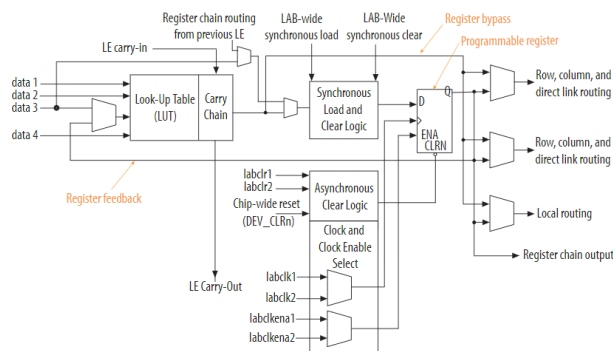 Register chain routing
from previous LE
LAB-wide
synchronous load
LAB-Wide
synchronous clear
Register bypass
Programmable register
LE carry-in
data 1
data 2
data 3
data 4
Look-Up Table
(LUT)
Carry
Chain
Synchronous
Load and
Clear Logic
D
Q
ENA
CLRN
Row, column, and
direct link routing
Row, column, and
direct link routing
Local routing
Register chain output
Register feedback
labclr1
labclr2
Chip-wide reset
(DEV_CLRn)
Asynchronous
Clear Logic
Clock and
Clock Enable
Select
LE Carry-Out
labclk1
labclk2
labclkena1
labclkena2